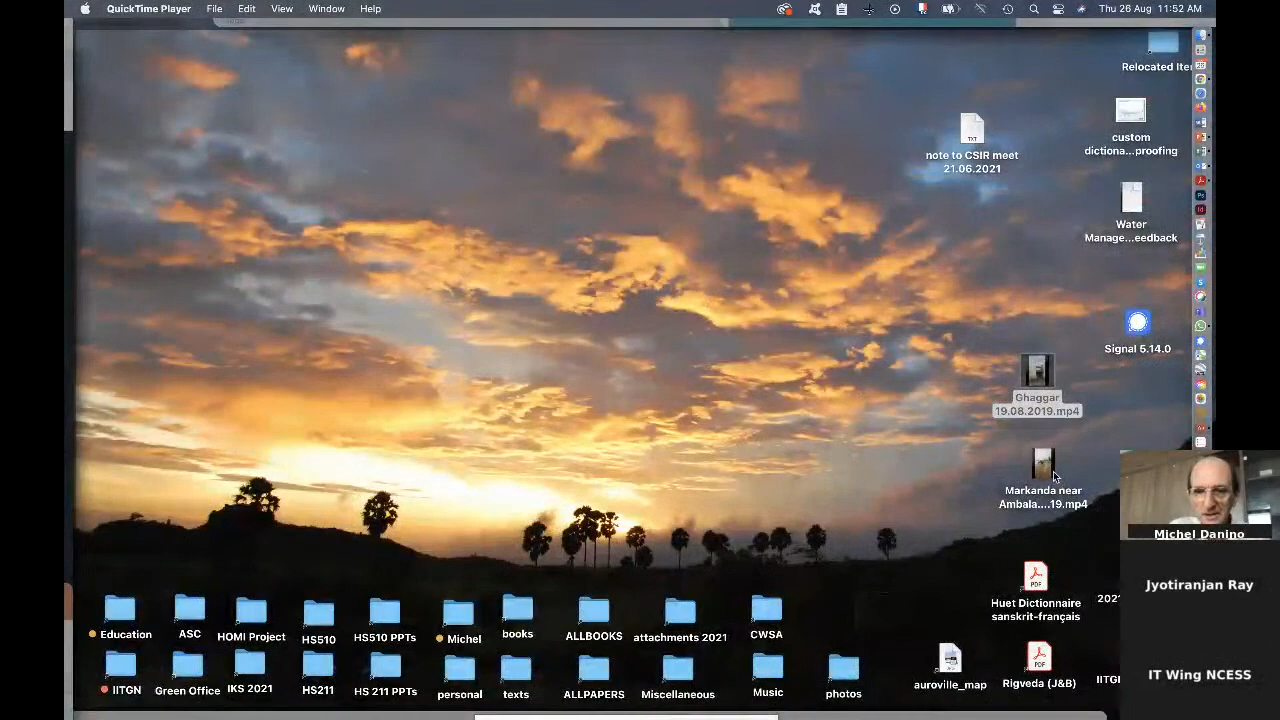 QuickTime Player File Edit View Window Help Thu 26 Aug 11:52 AM
Relocated Iter
TXT
note to CSIR meet
21.06.2021
custom
dictiona...proofing
Water
Manage...eedback
Signal 5.14.0
Ghaggar
19.08.2019.mp4
Markanda near
Ambala....19.mp4
Michel Danino
Jyotiranjan Ray
IT Wing NCESS
PDF
Huet Dictionnaire
sanskrit-français
202
Education ASC HOMI Project HS510 HS510 PPTs Michel books ALLBOOKS attachments 2021 CWSA
PDF
IITGN Green Office IKS 2021 HS211 HS 211 PPTs personal texts ALLPAPERS Miscellaneous Music photos auroville_map Rigveda (J&B) IITG